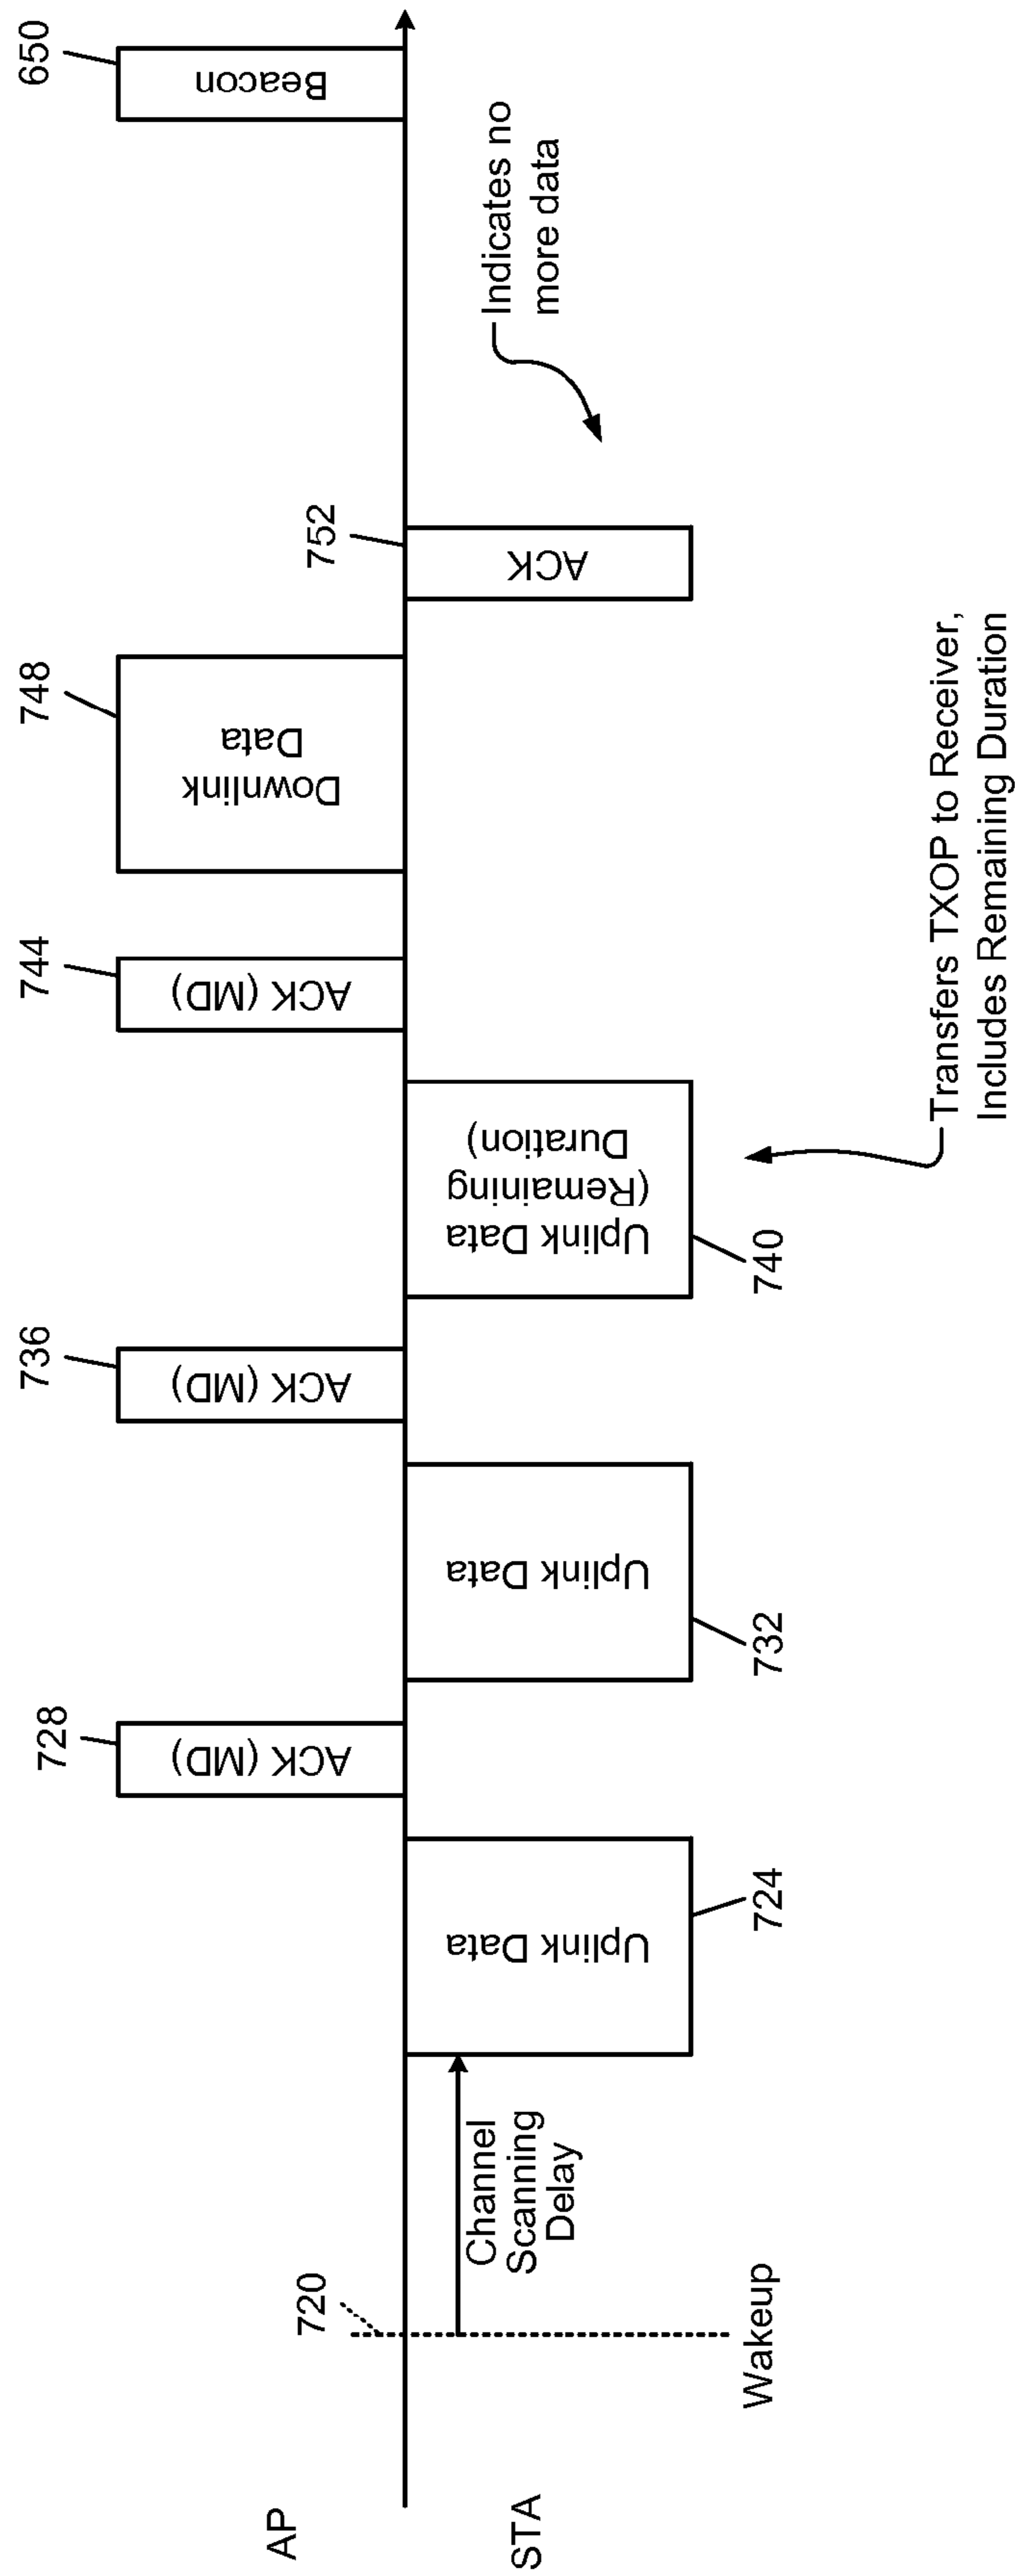 AP
STA
720
Wakeup
Channel
Scanning
Delay
Uplink Data
724
728
ACK (MD)
Uplink Data
732
736
ACK (MD)
Uplink Data
(Remaining
Duration)
740
Transfers TXOP to Receiver,
Includes Remaining Duration
744
ACK (MD)
748
Downlink
Data
752
ACK
Indicates no
more data
650
Beacon